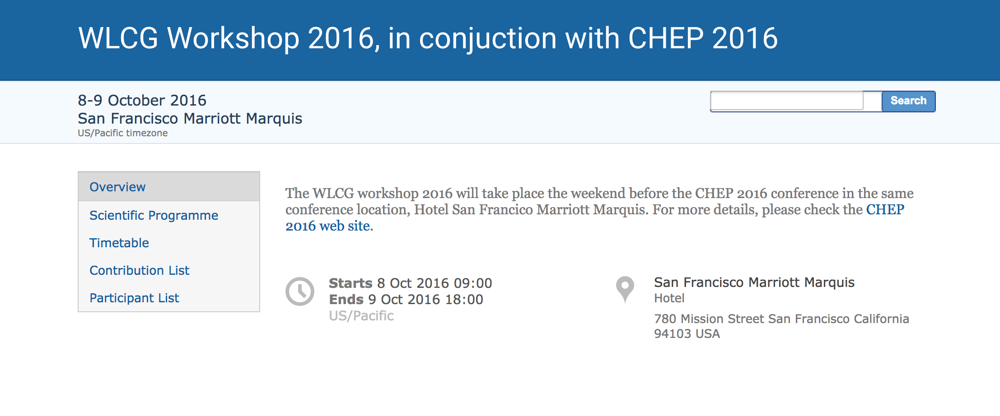 WLCG Workshop 2016, in conjuction with CHEP 2016
8-9 October 2016
San Francisco Marriott Marquis
US/Pacific timezone
Search
Overview
Scientific Programme
Timetable
Contribution List
Participant List
The WLCG workshop 2016 will take place the weekend before the CHEP 2016 conference in the same
conference location, Hotel San Francico Marriott Marquis. For more details, please check the CHEP
2016 web site.
Starts 8 Oct 2016 09:00
Ends 9 Oct 2016 18:00
US/Pacific
San Francisco Marriott Marquis
Hotel
780 Mission Street San Francisco California
94103 USA